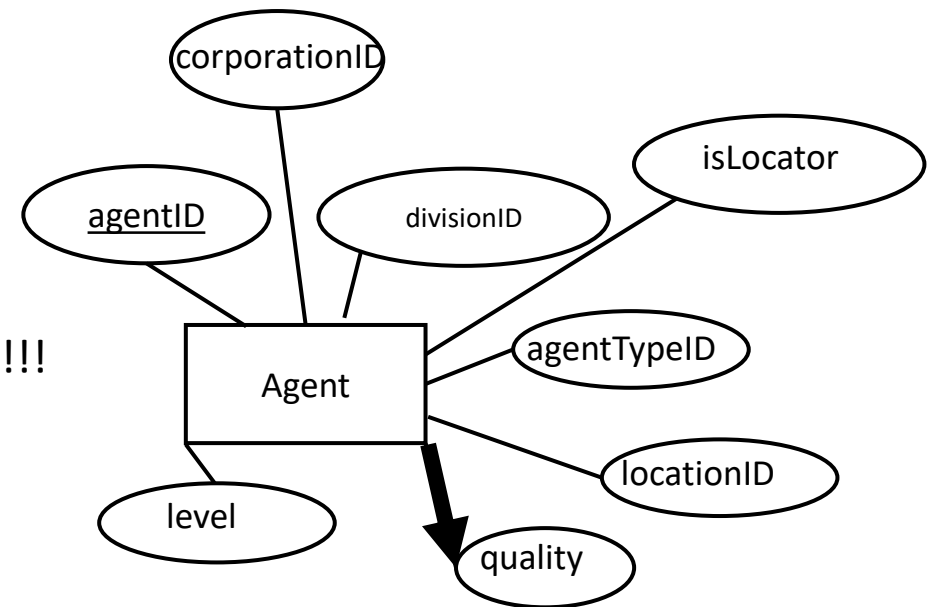 corporationID
isLocator
agentID
divisionID
!!!
agentTypeID
Agent
locationID
level
quality